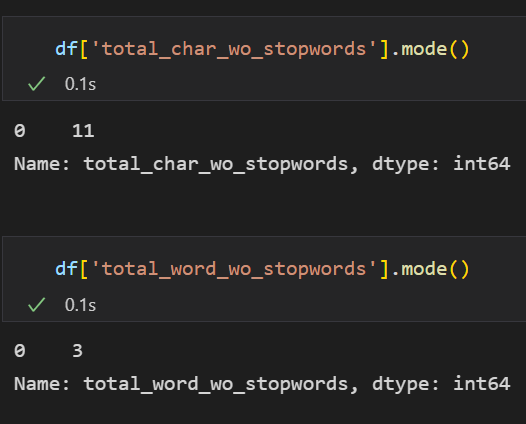 df['total_char_wo_stopwords'].mode()
0.1s
0    11
Name: total_char_wo_stopwords, dtype: int64
df['total_word_wo_stopwords'].mode()
0.1s
0    3
Name: total_word_wo_stopwords, dtype: int64